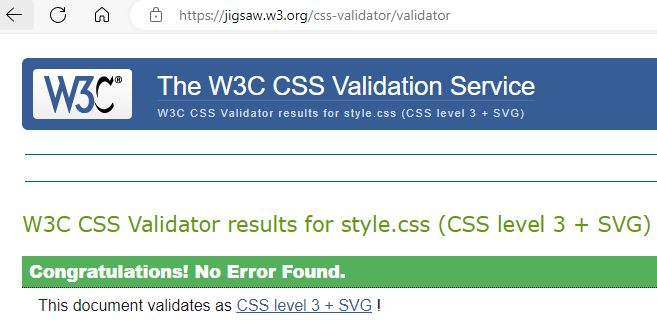 https://jigsaw.w3.org/css-validator/validator
W3C® The W3C CSS Validation Service
W3C CSS Validator results for style.css (CSS level 3 + SVG)
W3C CSS Validator results for style.css (CSS level 3 + SVG)
Congratulations! No Error Found.
This document validates as CSS level 3 + SVG !